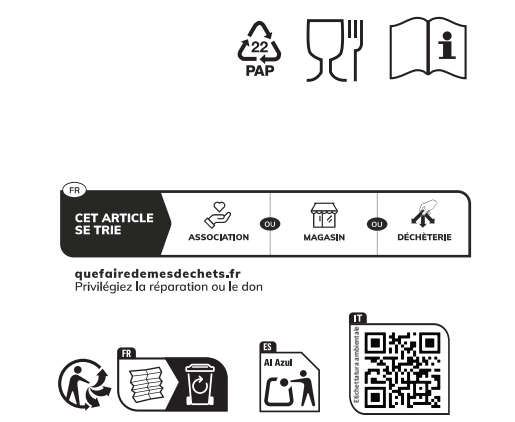 22
PAP
i
FR
CET ARTICLE
SE TRIE
ASSOCIATION
OU
MAGASIN
OU
DÉCHÈTERIE
quefairedemesdechets.fr
Privilégiez la réparation ou le don
FR
ES
Al Azul
IT
Etichettatura ambientale